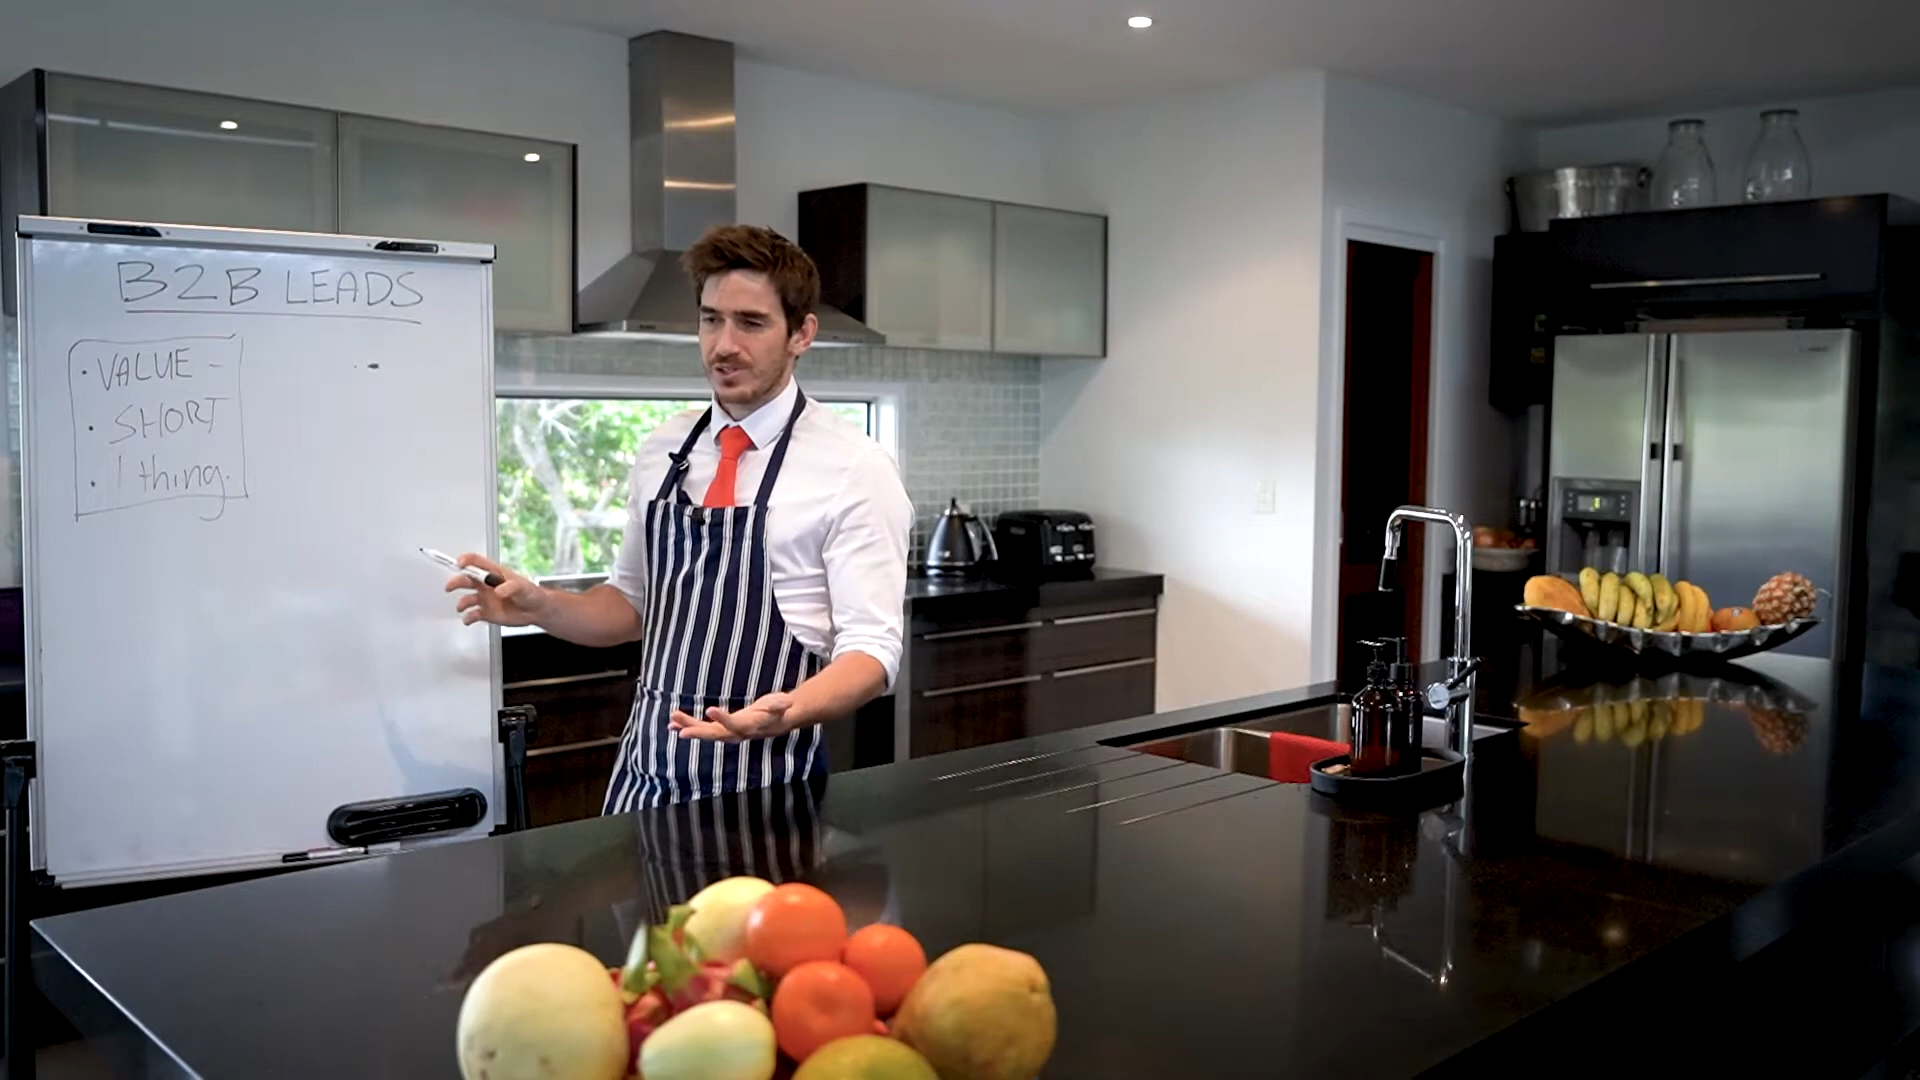 B2B LEADS
• VALUE -
• SHORT
• 1 thing.